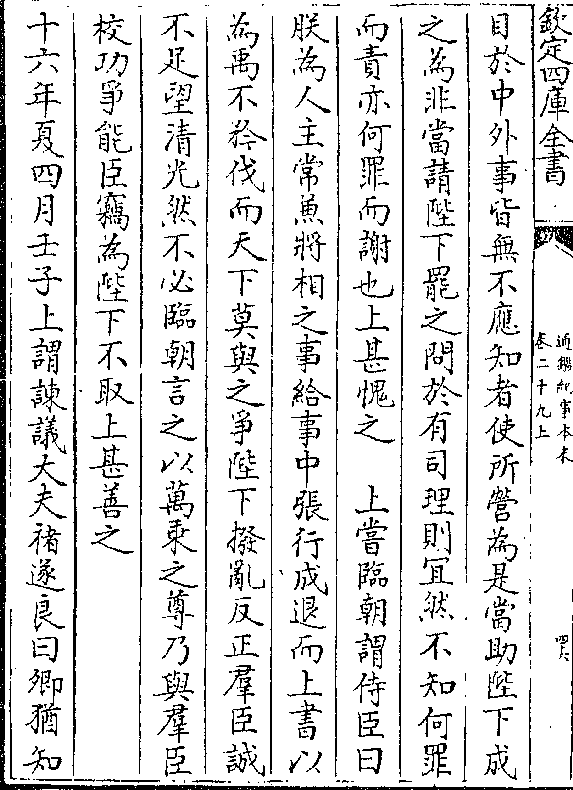 欽定四庫全書
通鑑紀事本末
卷二十九上
四六
目於中外事皆無不應知者使所營為是當助陛下成
之為非當請陛下罷之問於有司理則宜然不知何罪
而責亦何罪而謝也上甚愧之　上嘗臨朝謂侍臣曰
朕為人主常兼將相之事給事中張行成退而上書以
為禹不矜伐而天下莫與之爭陛下撥亂反正羣臣誠
不足望清光然不必臨朝言之以萬乘之尊乃與羣臣
校功爭能臣竊為陛下不取上甚善之
十六年夏四月壬子上謂諫議大夫褚遂良曰卿猶知